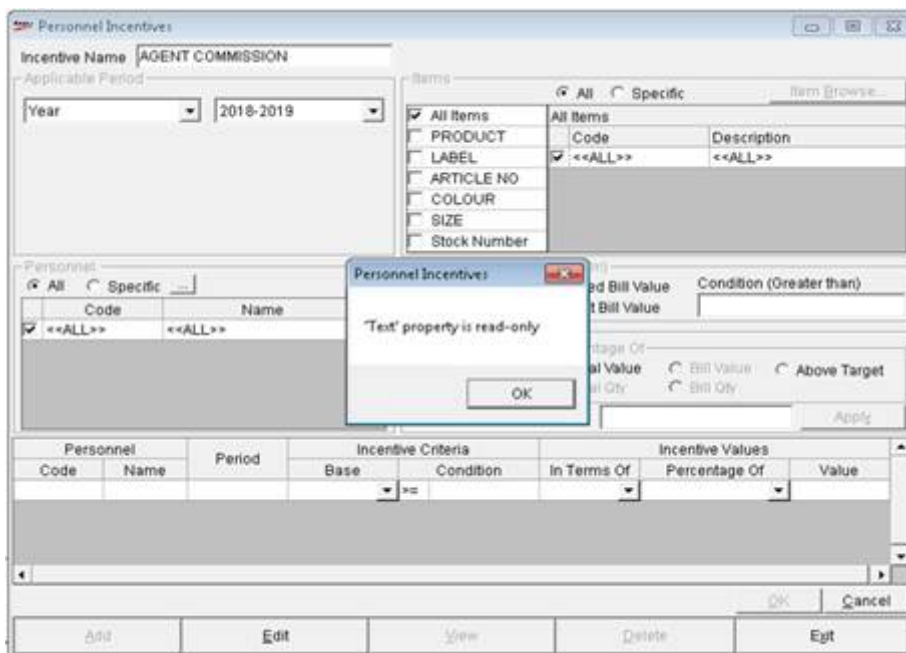 Personnel Incentives
Incentive Name AGENT COMMISSION
Applicable Period
Year 2018-2019
Items
All Specific Item Browse...
All Items
PRODUCT
LABEL
ARTICLE NO
COLOUR
SIZE
Stock Number
All Items
Code Description
<<ALL>> <<ALL>>
Personnel
All Specific ...
Code Name
<<ALL>> <<ALL>>
Personnel Incentives
'Text' property is read-only
OK
ed Bill Value
t Bill Value
Condition (Greater than)
ntage Of
al Value Bill Value Above Target
al Qty Bill Qty
Apply
Personnel Period Incentive Criteria Incentive Values
Code Name Base Condition In Terms Of Percentage Of Value
>=
OK Cancel
Add Edit View Delete Exit